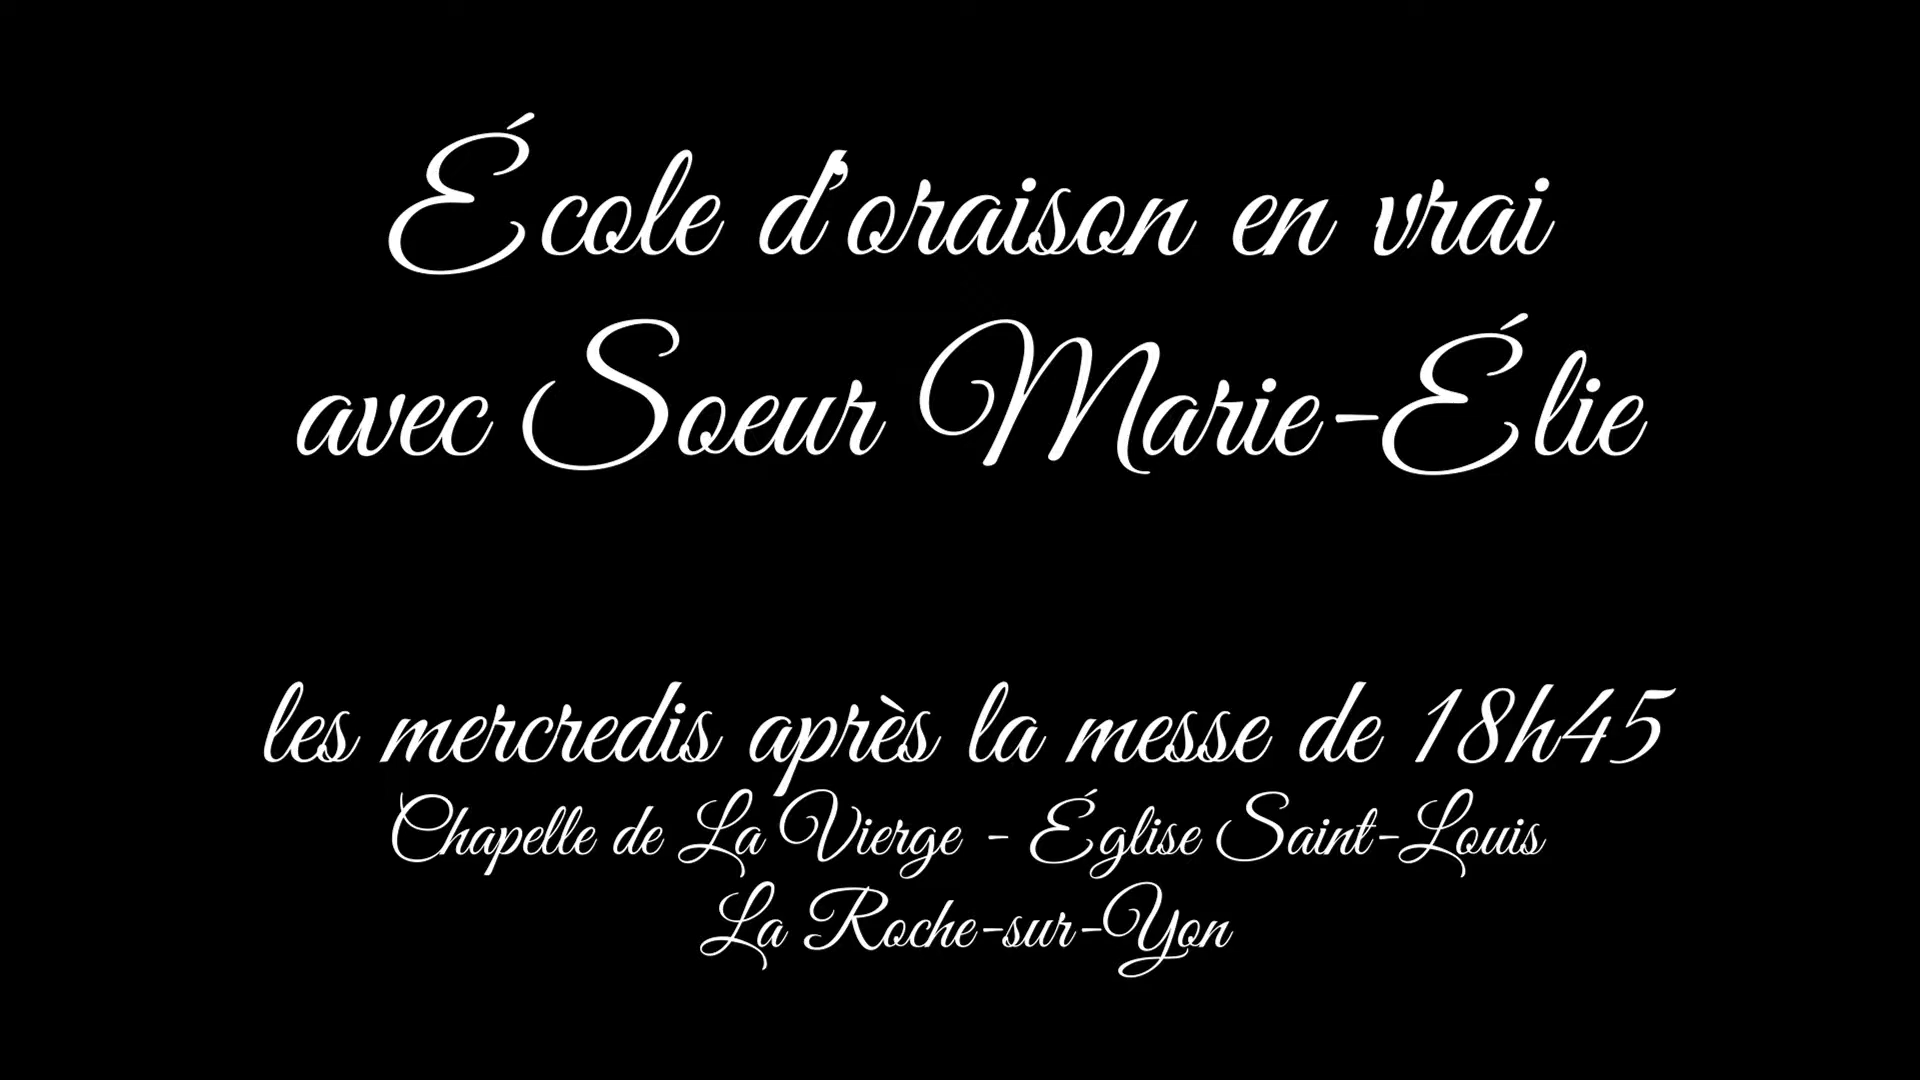 École d'oraison en vrai
avec Soeur Marie-Élie
les mercredis après la messe de 18h45
Chapelle de La Vierge - Église Saint-Louis
La Roche-sur-Yon